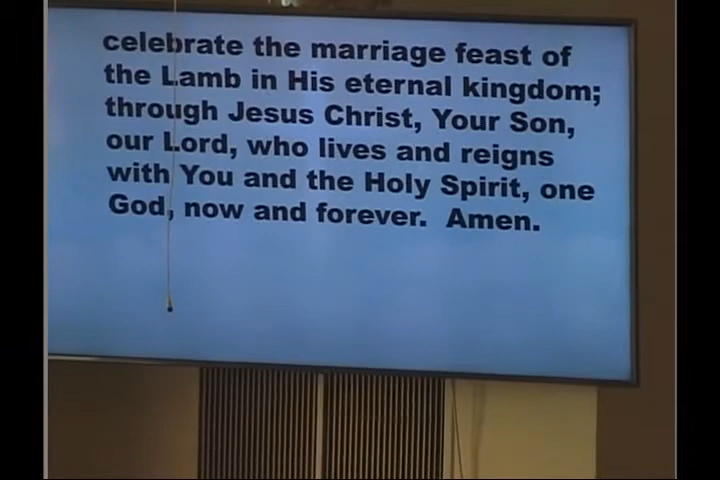 celebrate the marriage feast of
the Lamb in His eternal kingdom;
through Jesus Christ, Your Son,
our Lord, who lives and reigns
with You and the Holy Spirit, one
God, now and forever.  Amen.